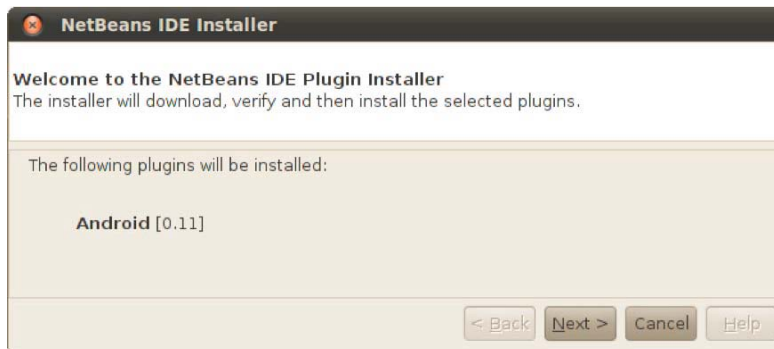 NetBeans IDE Installer
Welcome to the NetBeans IDE Plugin Installer
The installer will download, verify and then install the selected plugins.
The following plugins will be installed:
Android [0.11]
< Back Next > Cancel Help